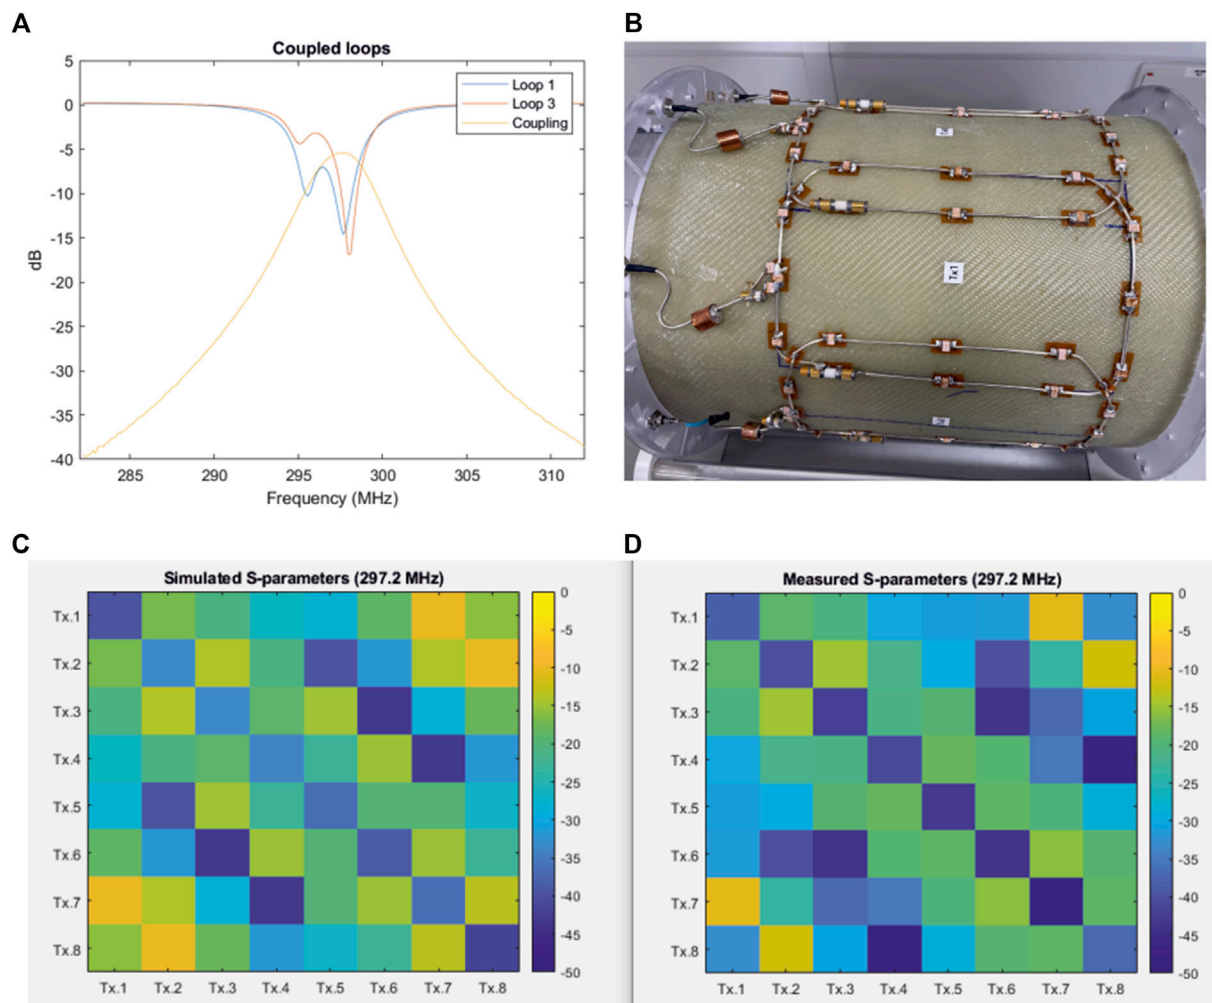 A
Coupled loops
5
0
-5
-10
-15
-20
-25
-30
-35
-40
dB
285 290 295 300 305 310
Frequency (MHz)
Loop 1
Loop 3
Coupling
B
Tx1
C
Simulated S-parameters (297.2 MHz)
Tx.1
Tx.2
Tx.3
Tx.4
Tx.5
Tx.6
Tx.7
Tx.8
Tx.1 Tx.2 Tx.3 Tx.4 Tx.5 Tx.6 Tx.7 Tx.8
0
-5
-10
-15
-20
-25
-30
-35
-40
-45
-50
D
Measured S-parameters (297.2 MHz)
Tx.1
Tx.2
Tx.3
Tx.4
Tx.5
Tx.6
Tx.7
Tx.8
Tx.1 Tx.2 Tx.3 Tx.4 Tx.5 Tx.6 Tx.7 Tx.8
0
-5
-10
-15
-20
-25
-30
-35
-40
-45
-50